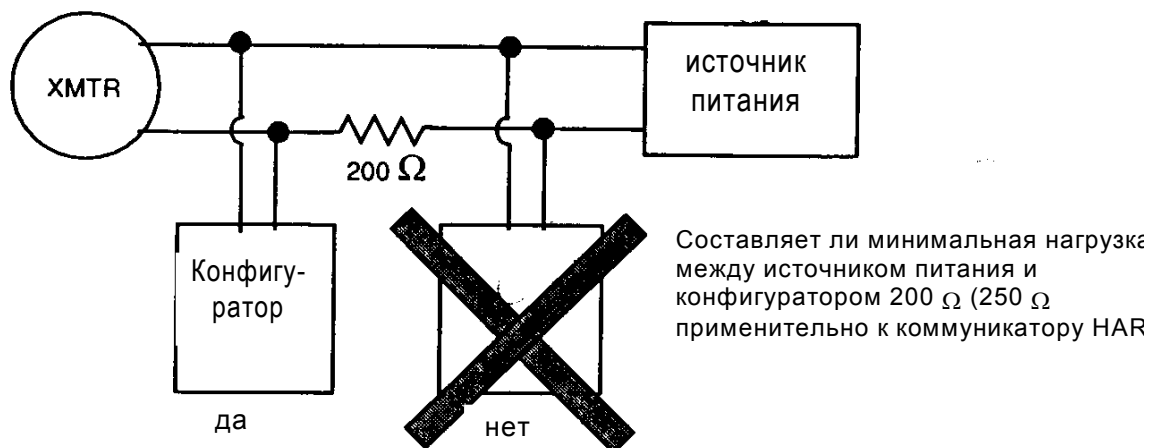 XMTR
источник
питания
200 Ω
Конфигу-
ратор
да
нет
Составляет ли минимальная нагрузка
между источником питания и
конфигуратором 200 Ω (250 Ω
применительно к коммуникатору HAR